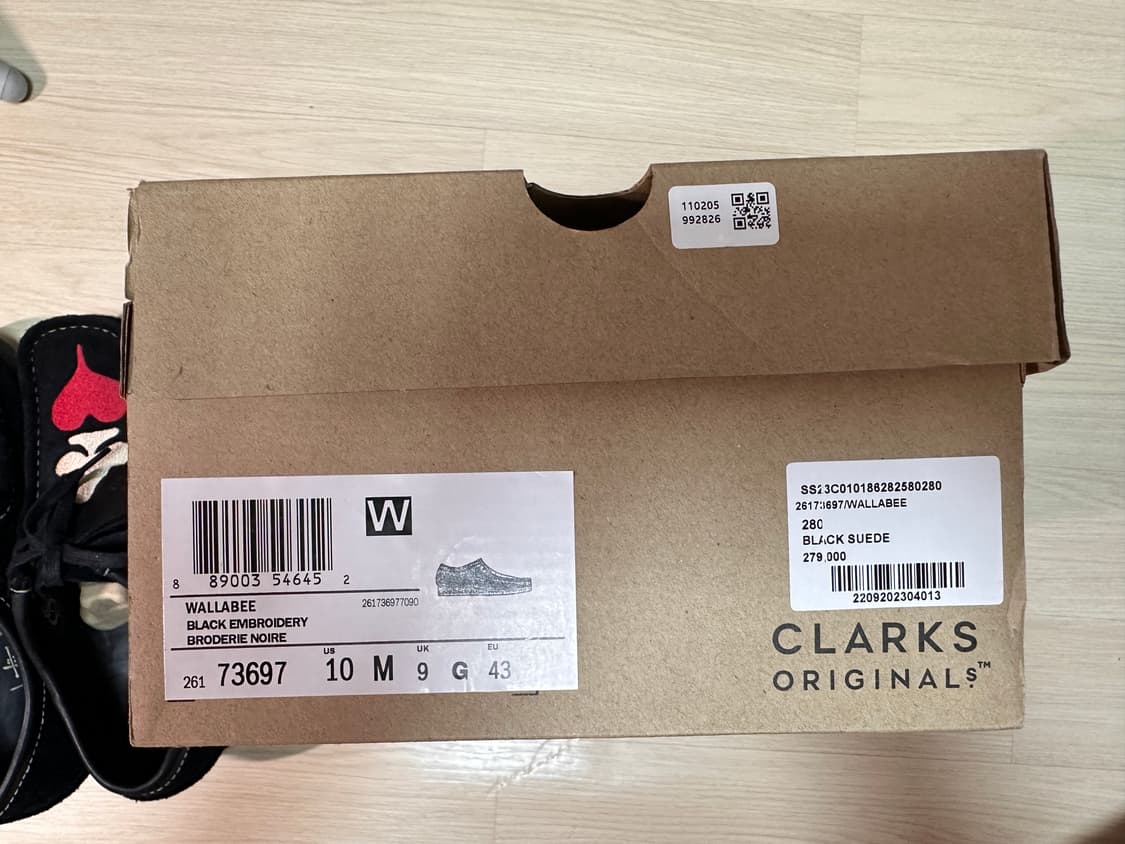 110205
992826
W
8 89003 54645 2
WALLABEE
261736977090
BLACK EMBROIDERY
BRODERIE NOIRE
US UK EU
261 73697 10 M 9 G 43
SS23C010186282580280
26173697/WALLABEE
280
BLACK SUEDE
279,000
2209202304013
CLARKS
ORIGINALS™